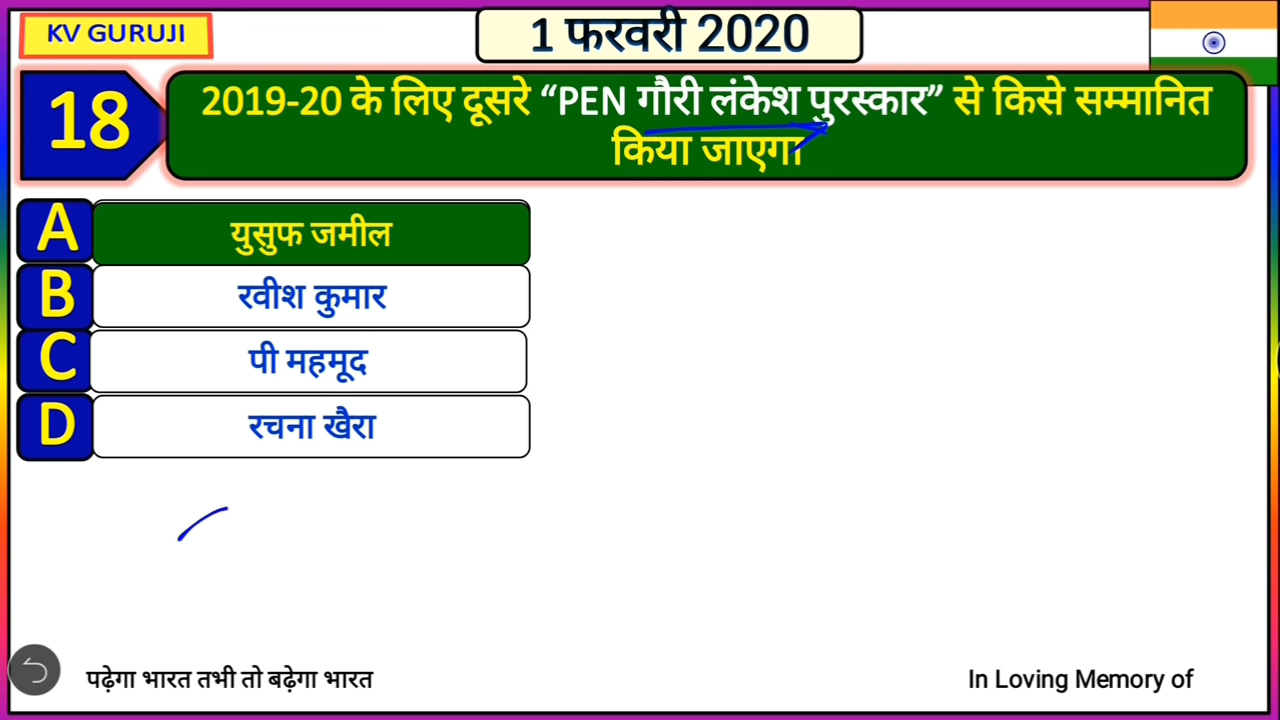 KV GURUJI
1 फरवरी 2020
18
2019-20 के लिए दूसरे “PEN गौरी लंकेश पुरस्कार” से किसे सम्मानित
किया जाएगा
A
युसुफ जमील
B
रवीश कुमार
C
पी महमूद
D
रचना खैरा
पढ़ेगा भारत तभी तो बढ़ेगा भारत
In Loving Memory of